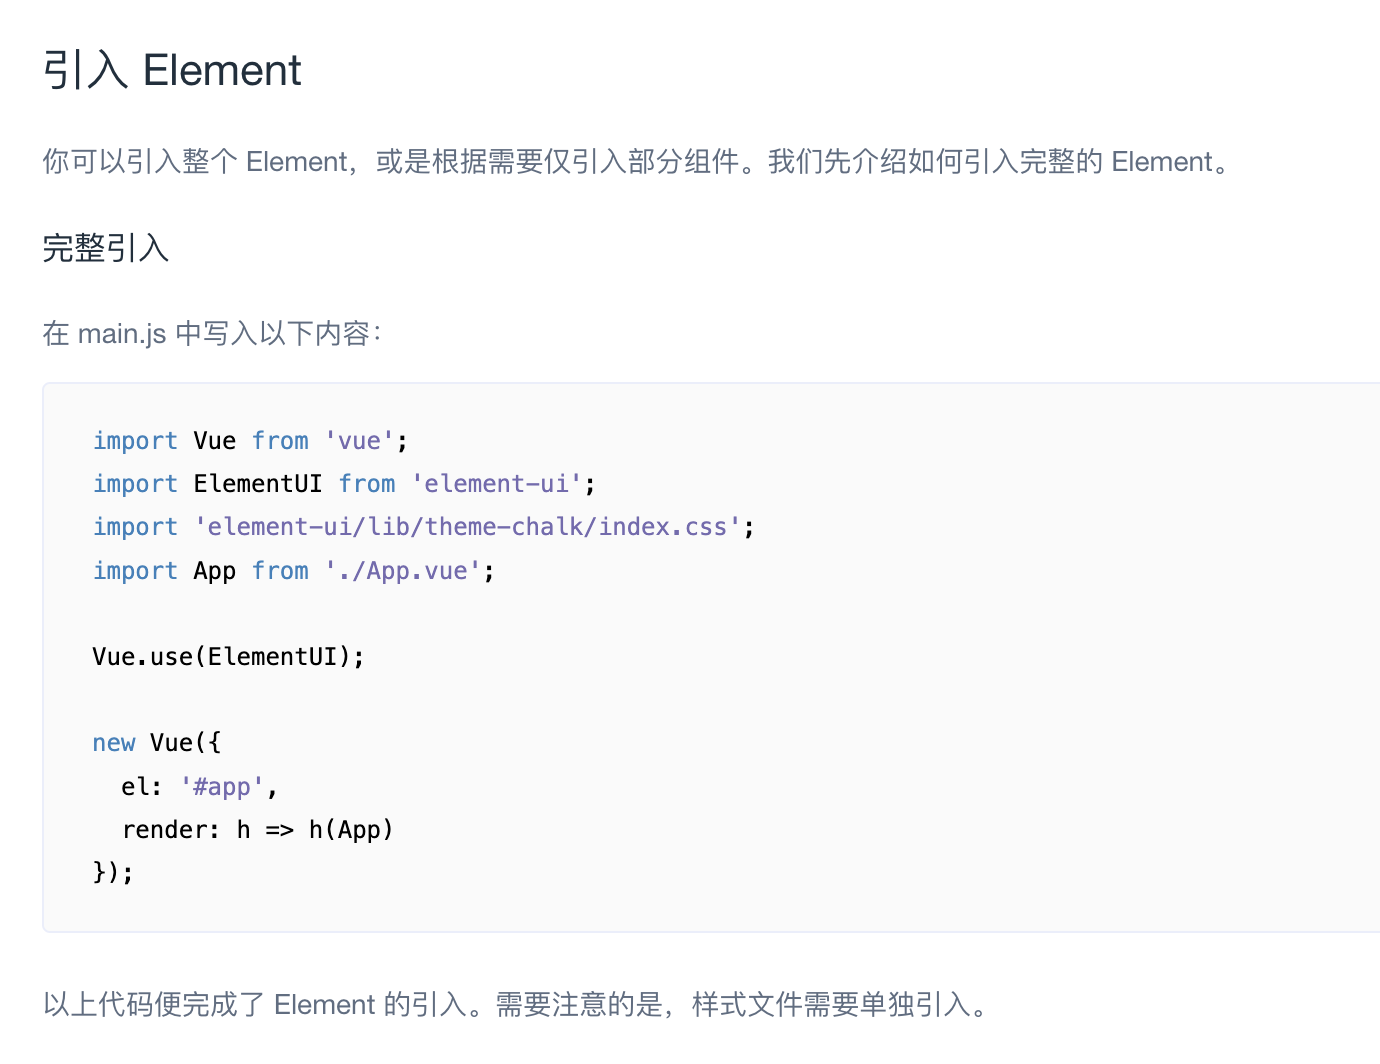 引入 Element
你可以引入整个 Element，或是根据需要仅引入部分组件。我们先介绍如何引入完整的 Element。
完整引入
在 main.js 中写入以下内容：
import Vue from 'vue';
import ElementUI from 'element-ui';
import 'element-ui/lib/theme-chalk/index.css';
import App from './App.vue';
Vue.use(ElementUI);
new Vue({
  el: '#app',
  render: h => h(App)
});
以上代码便完成了 Element 的引入。需要注意的是，样式文件需要单独引入。